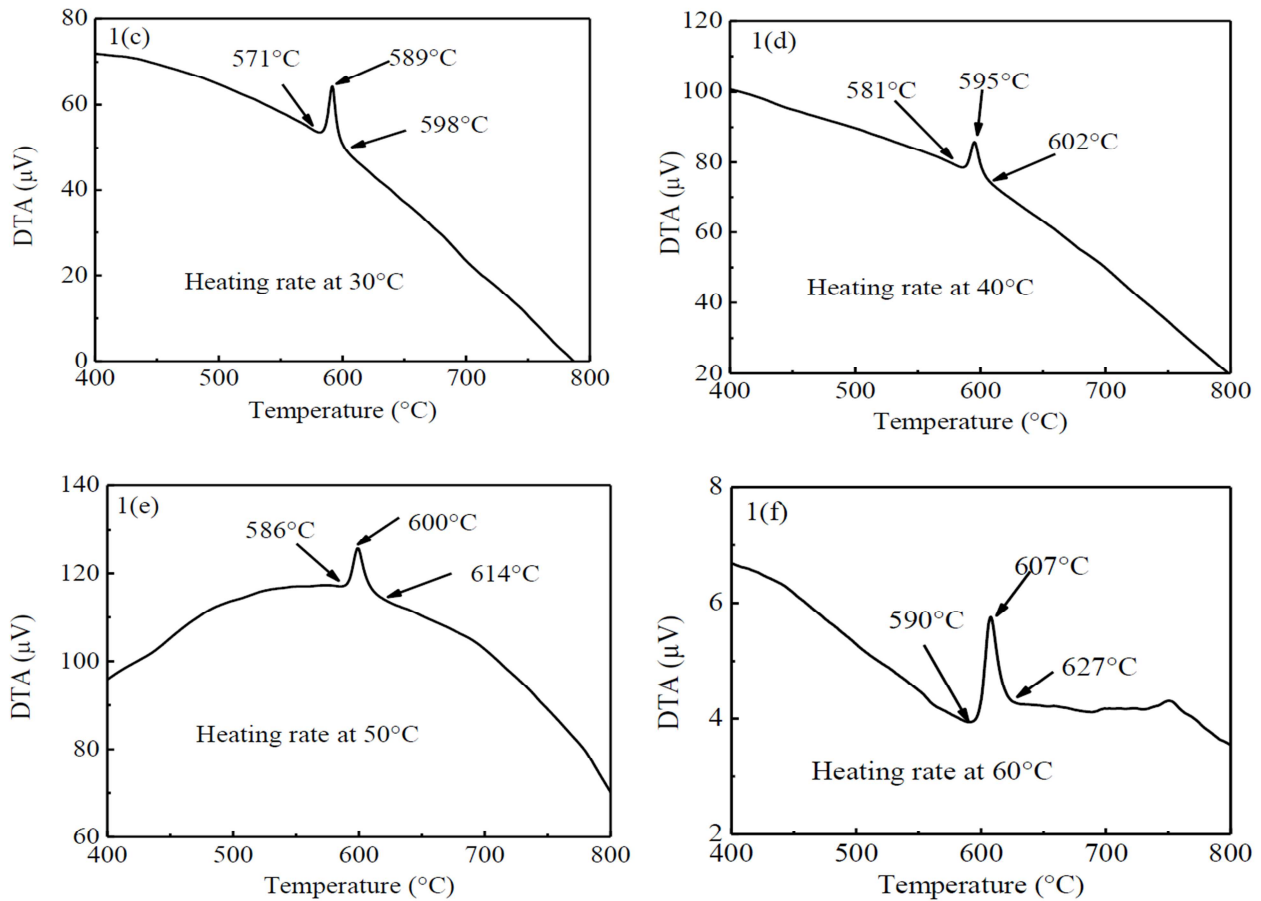 1(c)
80
60
40
20
0
DTA (µV)
571°C
589°C
598°C
Heating rate at 30°C
400
500
600
700
800
Temperature (°C)
1(d)
120
100
80
60
40
20
DTA (µV)
581°C
595°C
602°C
Heating rate at 40°C
400
500
600
700
800
Temperature (°C)
1(e)
140
120
100
80
60
DTA (µV)
586°C
600°C
614°C
Heating rate at 50°C
400
500
600
700
800
Temperature (°C)
1(f)
8
6
4
2
DTA (µV)
590°C
607°C
627°C
Heating rate at 60°C
400
500
600
700
800
Temperature (°C)